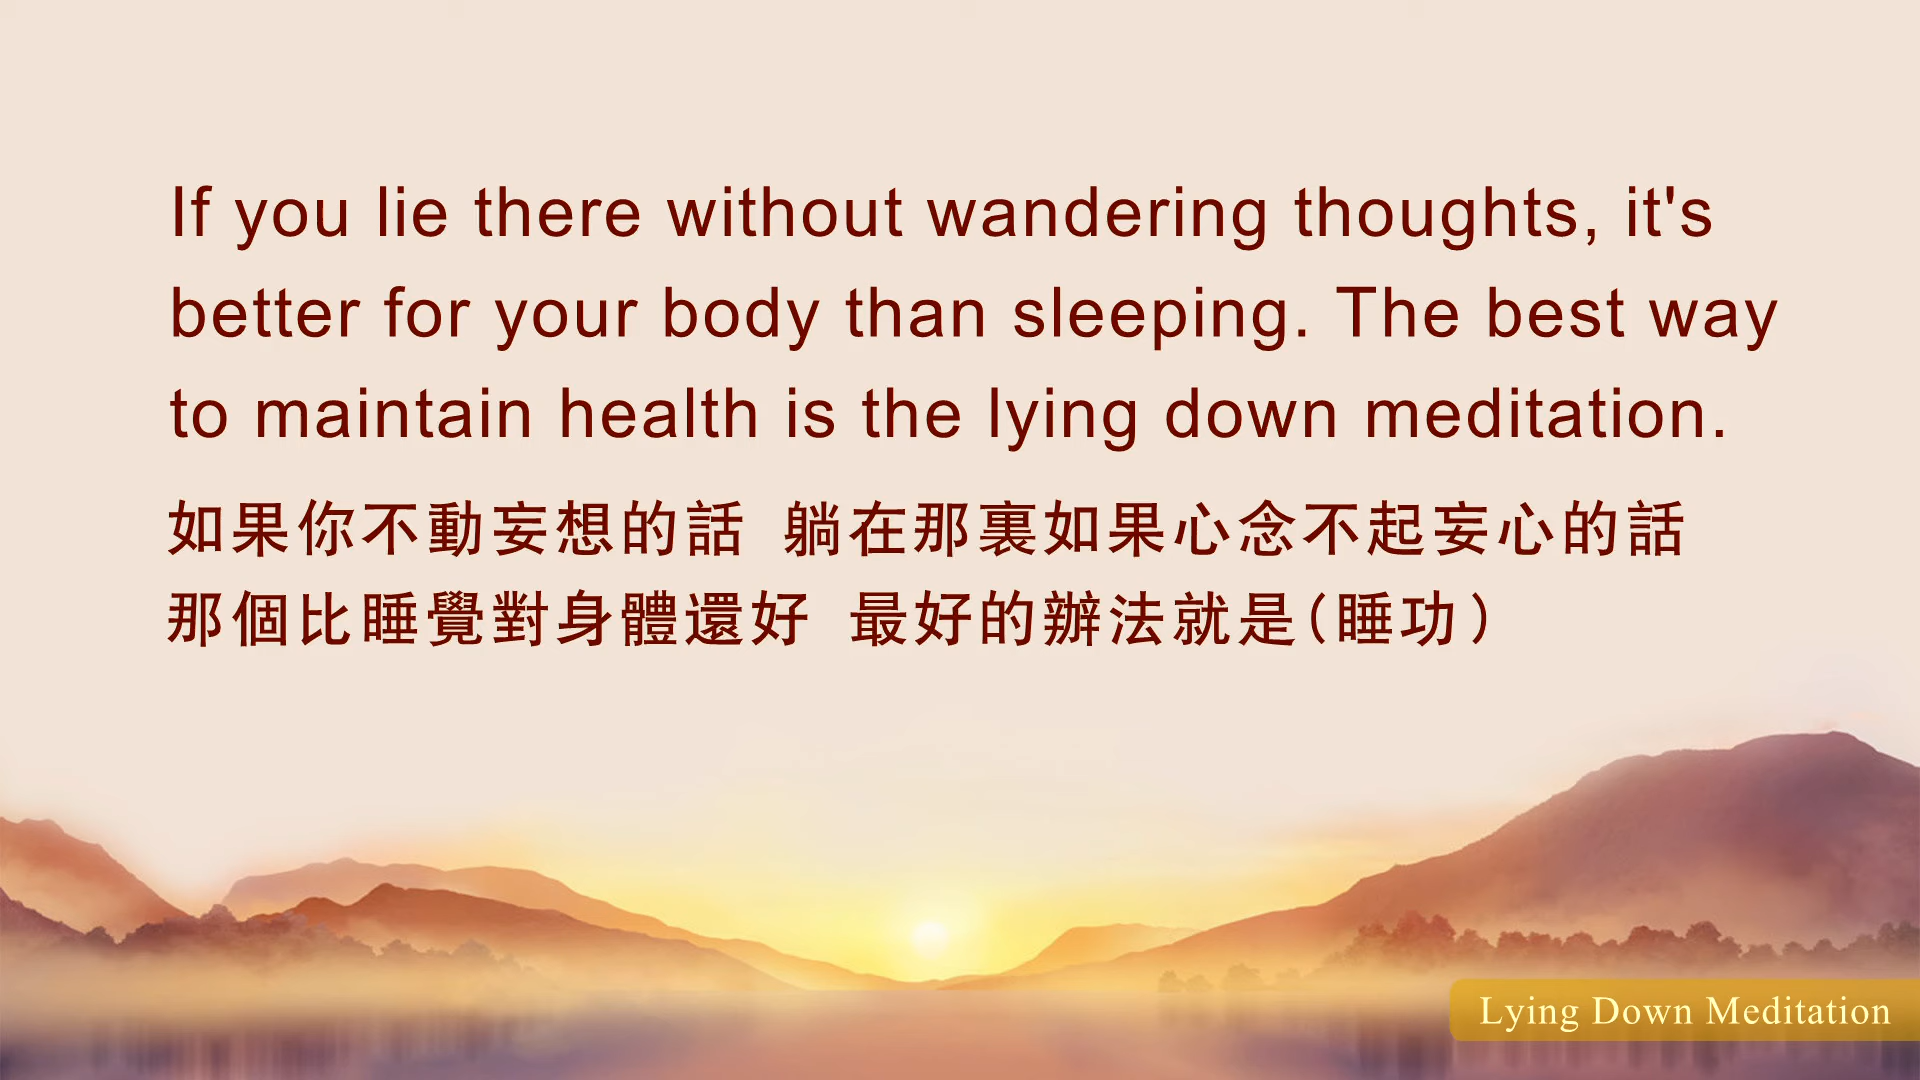 If you lie there without wandering thoughts, it's
better for your body than sleeping. The best way
to maintain health is the lying down meditation.
如果你不動妄想的話 躺在那裏如果心念不起妄心的話
那個比睡覺對身體還好 最好的辦法就是(睡功)
Lying Down Meditation